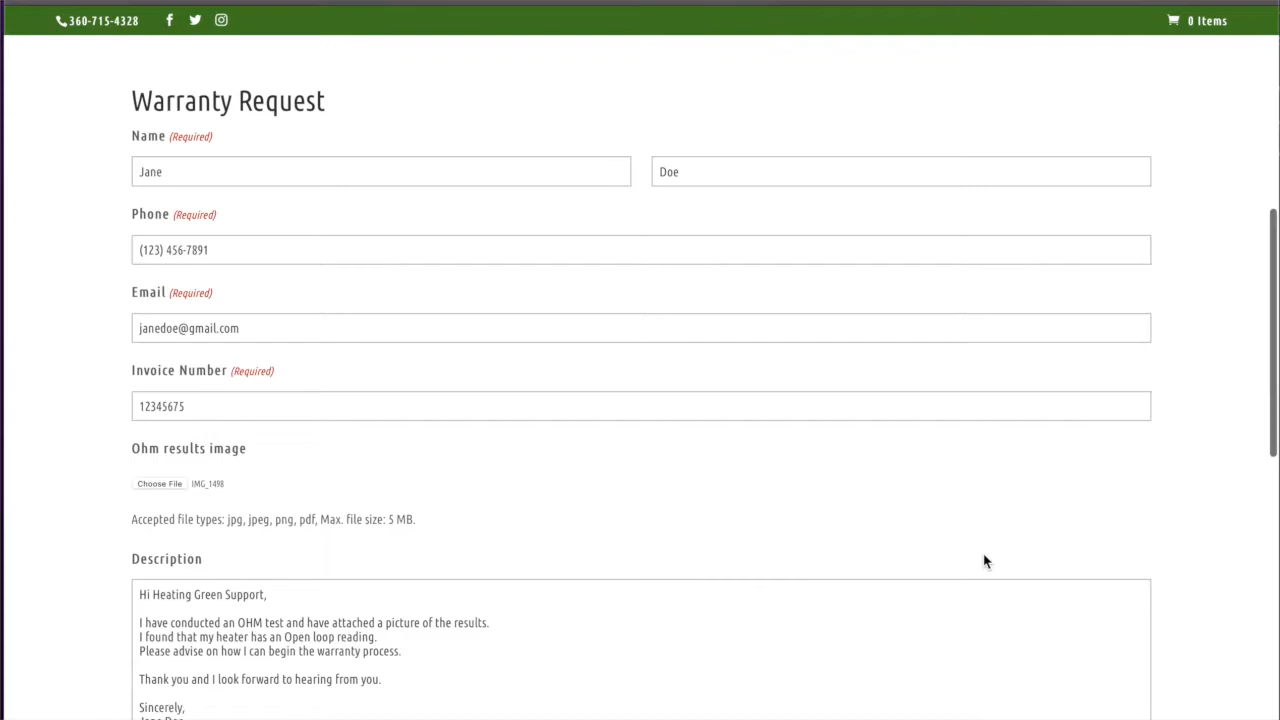 360-715-4328
0 Items
Warranty Request
Name (Required)
Jane Doe
Phone (Required)
(123) 456-7891
Email (Required)
janedoe@gmail.com
Invoice Number (Required)
12345675
Ohm results image
Choose File IMG_1498
Accepted file types: jpg, jpeg, png, pdf, Max. file size: 5 MB.
Description
Hi Heating Green Support,
I have conducted an OHM test and have attached a picture of the results.
I found that my heater has an Open loop reading.
Please advise on how I can begin the warranty process.
Thank you and I look forward to hearing from you.
Sincerely,